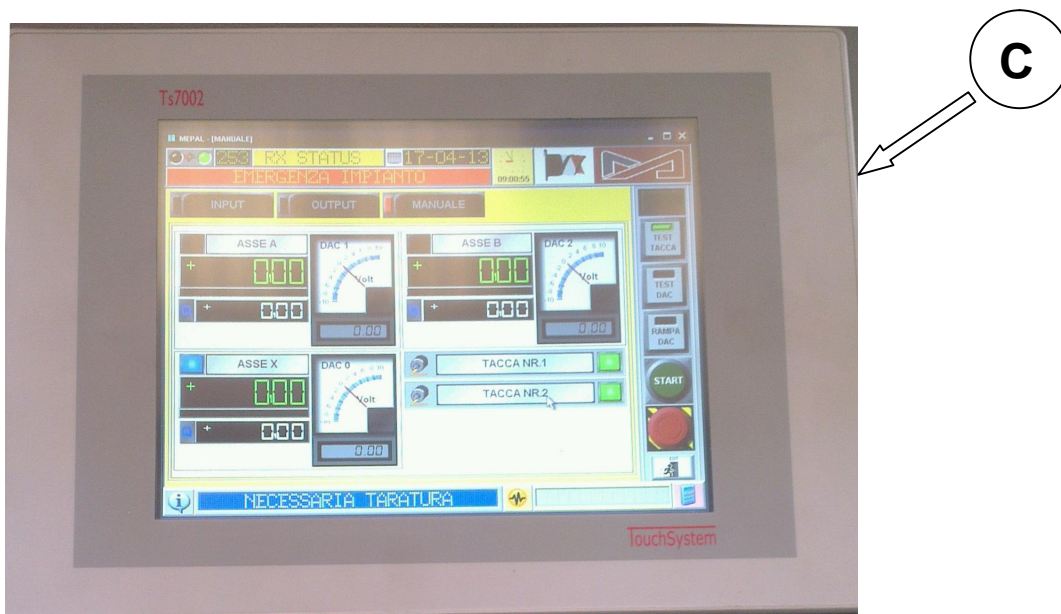 C
Ts7002
MEPAL - [MANUALE]
253 RX STATUS 17-04-13
EMERGENZA IMPIANTO
09:00:55
INPUT OUTPUT MANUALE
ASSE A DAC 1 ASSE B DAC 2
TEST TACCA
+ 0.00 Volt + 0.00 Volt
TEST DAC
+ 0.00 + 0.00
0.00 0.00
RAMPA DAC
ASSE X DAC 0 TACCA NR.1
+ 0.00 Volt TACCA NR.2
START
+ 0.00
0.00
EXIT
NECESSARIA TARATURA
TouchSystem